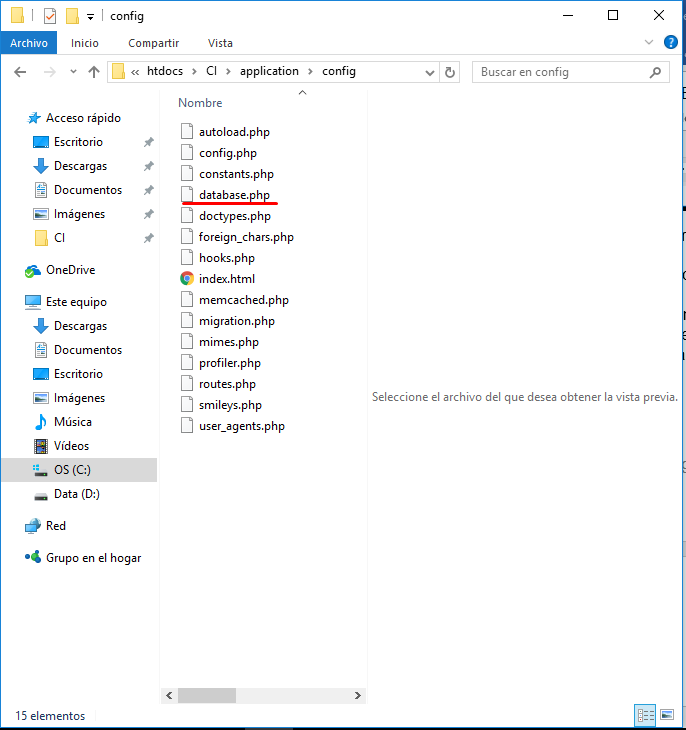 config
Archivo Inicio Compartir Vista
« htdocs > CI > application > config
Buscar en config
Nombre
Acceso rápido
Escritorio
Descargas
Documentos
Imágenes
CI
OneDrive
Este equipo
Descargas
Documentos
Escritorio
Imágenes
Música
Vídeos
OS (C:)
Data (D:)
Red
Grupo en el hogar
autoload.php
config.php
constants.php
database.php
doctypes.php
foreign_chars.php
hooks.php
index.html
memcached.php
migration.php
mimes.php
profiler.php
routes.php
smileys.php
user_agents.php
Seleccione el archivo del que desea obtener la vista previa.
15 elementos